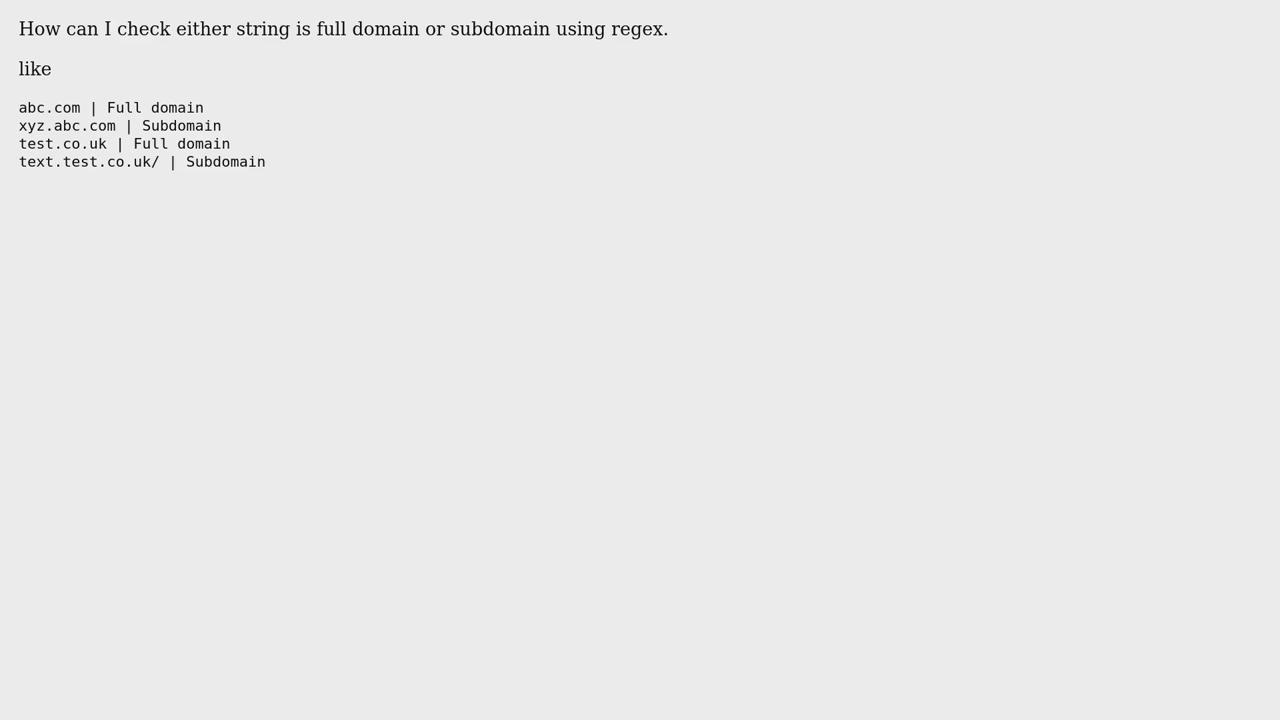 How can I check either string is full domain or subdomain using regex.
like
abc.com | Full domain
xyz.abc.com | Subdomain
test.co.uk | Full domain
text.test.co.uk/ | Subdomain